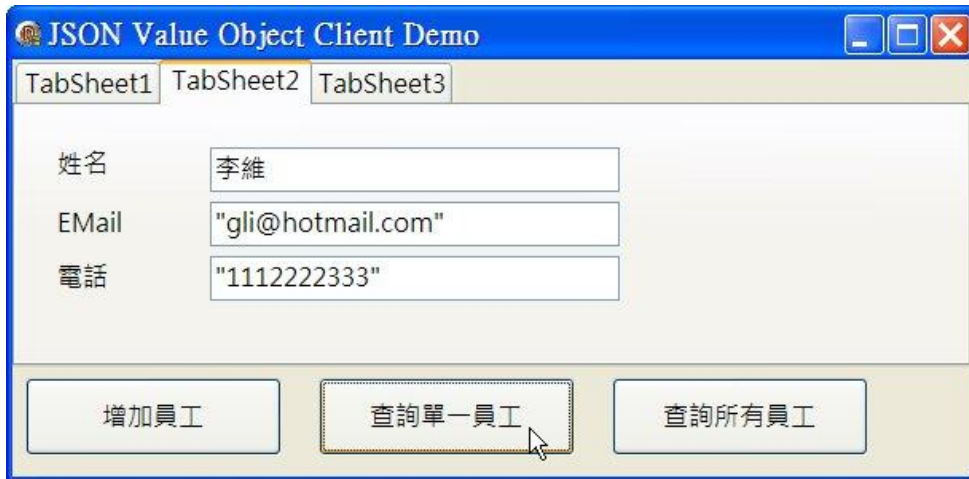 JSON Value Object Client Demo
TabSheet1 TabSheet2 TabSheet3
姓名 李維
EMail "gli@hotmail.com"
電話 "1112222333"
增加員工 查詢單一員工 查詢所有員工